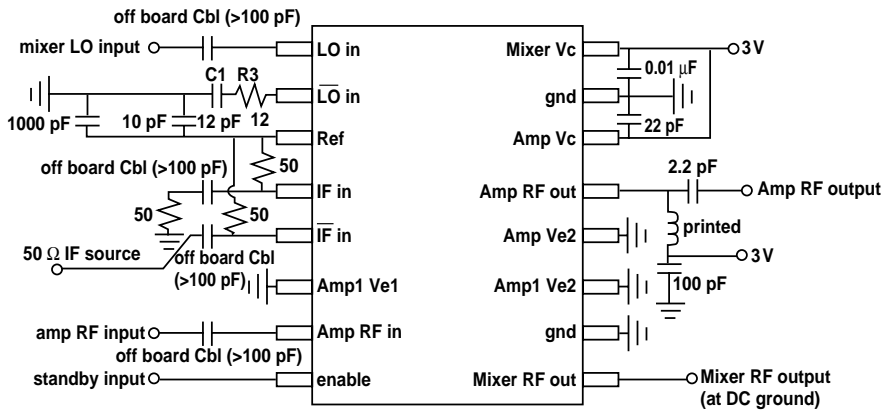 off board Cbl (>100 pF)
mixer LO input
LO in
Mixer Vc
3 V
C1 R3
0.01 µF
LO in
gnd
1000 pF
10 pF
12 pF
12
22 pF
Ref
Amp Vc
off board Cbl (>100 pF)
50
2.2 pF
IF in
Amp RF out
Amp RF output
50
50
printed
IF in
Amp Ve2
50 Ω IF source
off board Cbl
(>100 pF)
3 V
Amp1 Ve1
Amp1 Ve2
100 pF
amp RF input
Amp RF in
gnd
off board Cbl (>100 pF)
standby input
enable
Mixer RF out
Mixer RF output
(at DC ground)